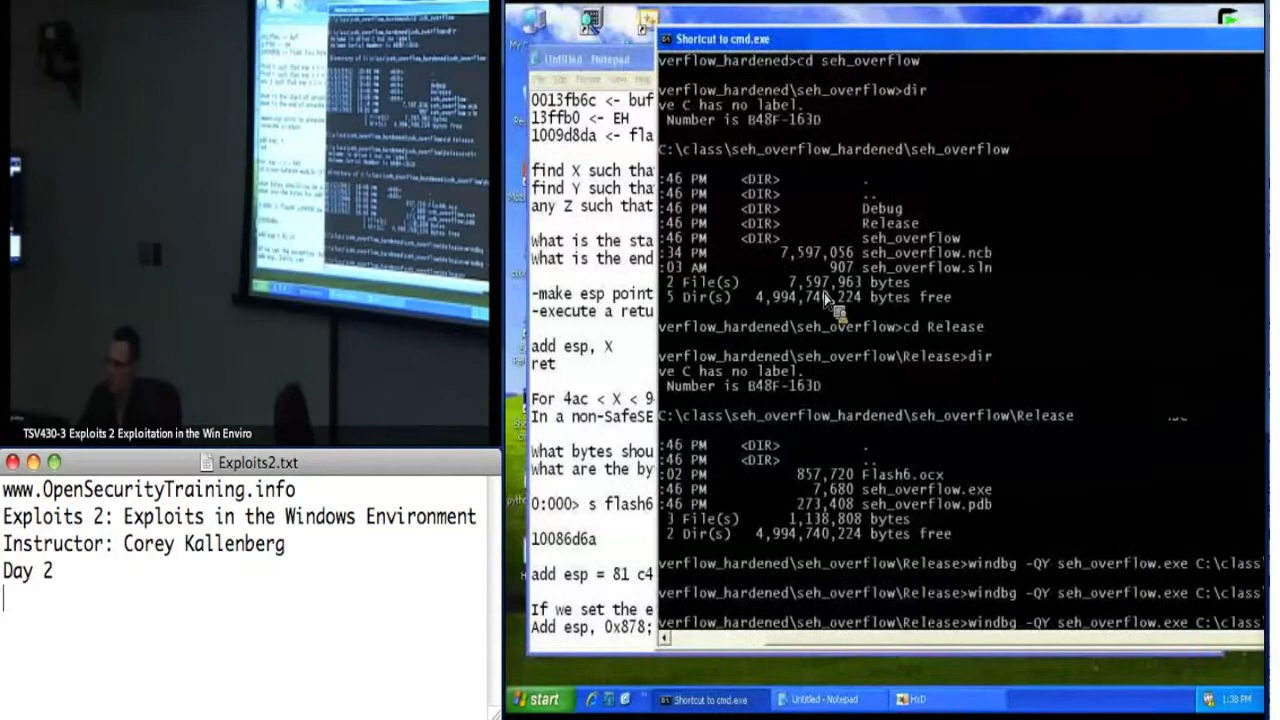 TSV430-3 Exploits 2 Exploitation in the Win Enviro
Exploits2.txt
www.OpenSecurityTraining.info
Exploits 2: Exploits in the Windows Environment
Instructor: Corey Kallenberg
Day 2
Untitled - Notepad
0013fb6c <- buf
13ffb0 <- EH
1009d8da <- fla
find X such tha
find Y such tha
any Z such that
What is the sta
What is the end
-make esp point
-execute a retu
add esp, X
ret
For 4ac < X < 9
In a non-SafeSE
What bytes shou
What are the by
0:000> s flash6
10086d6a
add esp = 81 c4
If we set the e
Add esp, 0x878;
Shortcut to cmd.exe
verflow_hardened>cd seh_overflow
verflow_hardened\seh_overflow>dir
ve C has no label.
Number is B48F-163D
C:\class\seh_overflow_hardened\seh_overflow
:46 PM <DIR> .
:46 PM <DIR> ..
:46 PM <DIR> Debug
:46 PM <DIR> Release
:46 PM <DIR> seh_overflow
:34 PM 7,597,056 seh_overflow.ncb
:03 AM 907 seh_overflow.sln
2 File(s) 7,597,963 bytes
5 Dir(s) 4,994,740,224 bytes free
verflow_hardened\seh_overflow>cd Release
verflow_hardened\seh_overflow\Release>dir
ve C has no label.
Number is B48F-163D
C:\class\seh_overflow_hardened\seh_overflow\Release
:46 PM <DIR> .
:46 PM <DIR> ..
:02 PM 857,720 Flash6.ocx
:46 PM 7,680 seh_overflow.exe
:46 PM 273,408 seh_overflow.pdb
3 File(s) 1,138,808 bytes
2 Dir(s) 4,994,740,224 bytes free
verflow_hardened\seh_overflow\Release>windbg -QY seh_overflow.exe C:\class
verflow_hardened\seh_overflow\Release>windbg -QY seh_overflow.exe C:\class
verflow_hardened\seh_overflow\Release>windbg -QY seh_overflow.exe C:\class
start
Shortcut to cmd.exe
Untitled - Notepad
HxD
1:38 PM